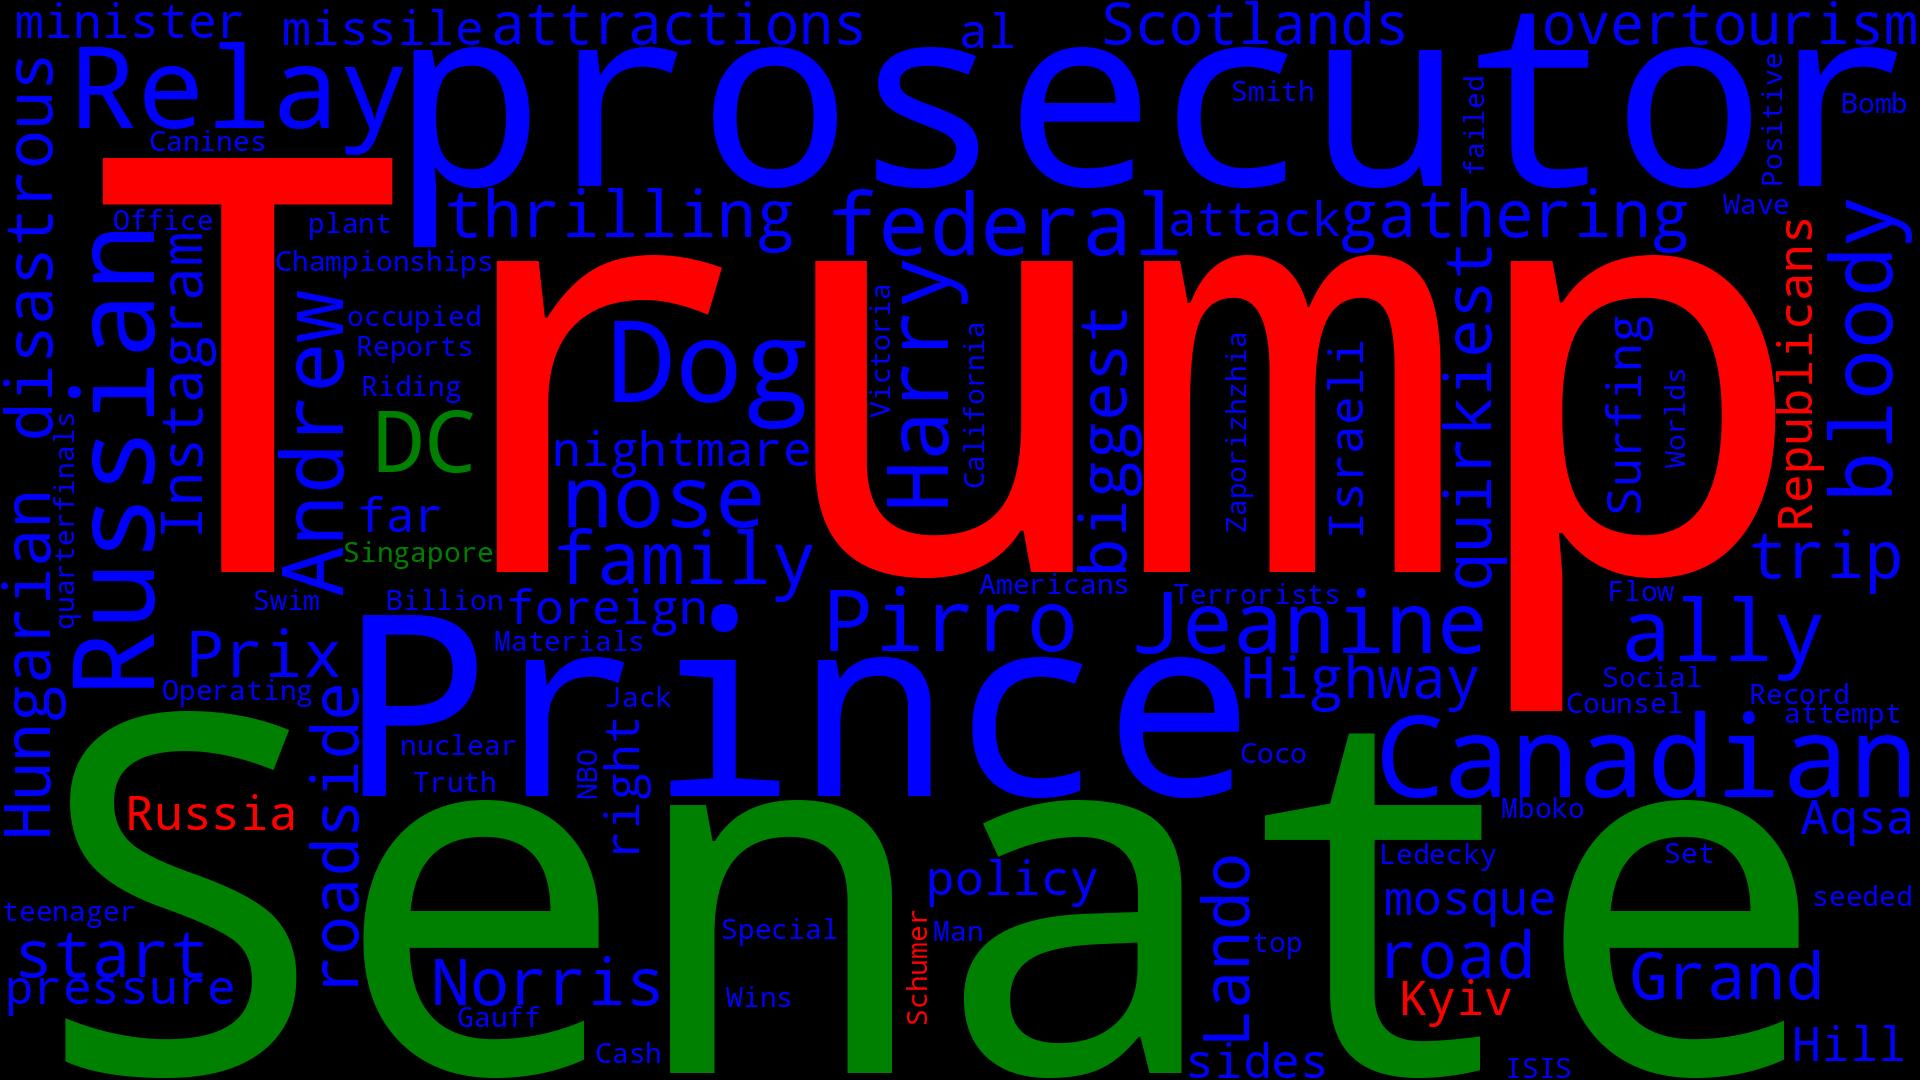 minister
missile
attractions
al
Scotlands
overtourism
Relay
prosecutor
Smith
failed
Positive
Bomb
Canines
disastrous
Trump
Office
plant
thrilling
federal
attack
gathering
Wave
Republicans
bloody
Russian
Instagram
Championships
Andrew
occupied
Reports
Riding
DC
Dog
Victoria
Harry
California
biggest
Zaporizhzhia
Israeli
quirkiest
Surfing
Worlds
nightmare
nose
far
Singapore
family
quarterfinals
Hungarian
trip
Swim
Billion
foreign
Americans
Terrorists
Flow
Prix
Prince
Materials
Pirro
Jeanine
ally
Operating
Jack
Highway
Social
Counsel
Record
attempt
roadside
nuclear
Truth
NBO
right
Coco
Canadian
Senate
Russia
Mboko
Aqsa
Ledecky
Set
policy
Lando
mosque
seeded
teenager
start
pressure
Special
Schumer
Man
top
road
Norris
Gauff
Wins
Kyiv
Grand
Cash
sides
ISIS
Hill